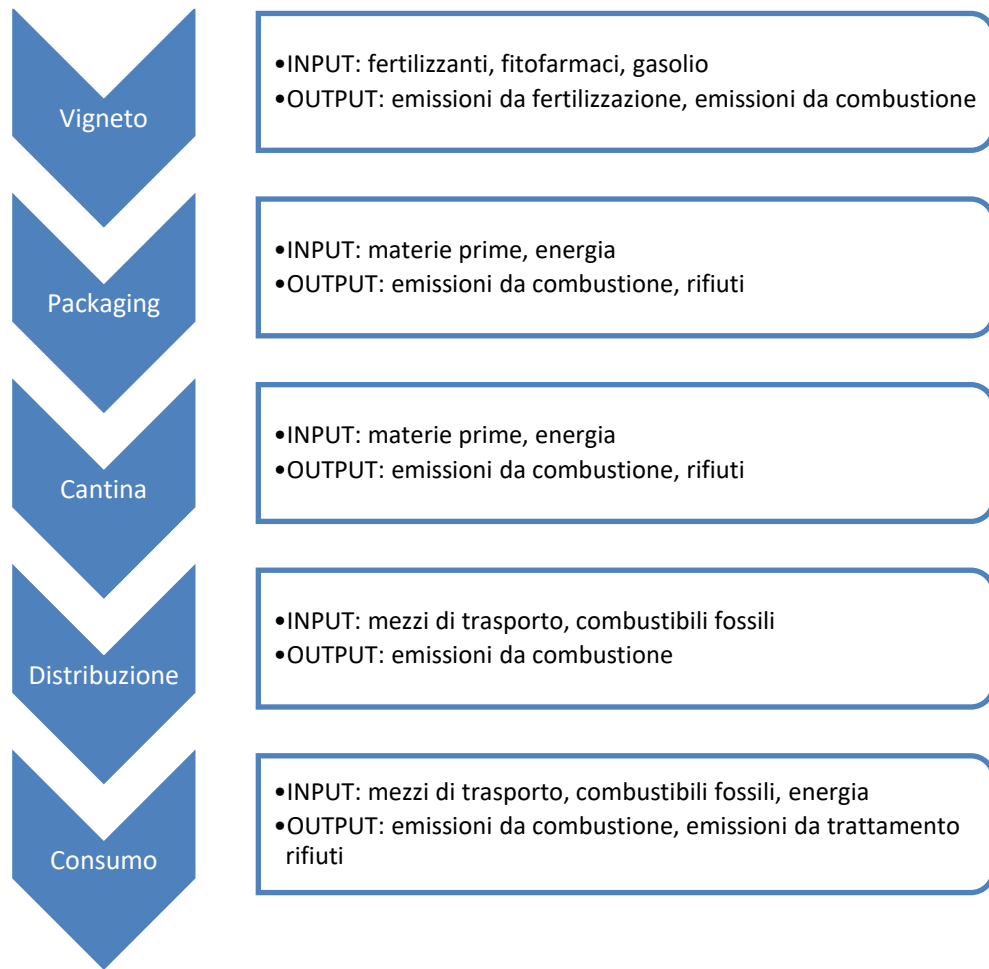 Vigneto
•INPUT: fertilizzanti, fitofarmaci, gasolio
•OUTPUT: emissioni da fertilizzazione, emissioni da combustione
Packaging
•INPUT: materie prime, energia
•OUTPUT: emissioni da combustione, rifiuti
Cantina
•INPUT: materie prime, energia
•OUTPUT: emissioni da combustione, rifiuti
Distribuzione
•INPUT: mezzi di trasporto, combustibili fossili
•OUTPUT: emissioni da combustione
Consumo
•INPUT: mezzi di trasporto, combustibili fossili, energia
•OUTPUT: emissioni da combustione, emissioni da trattamento
rifiuti